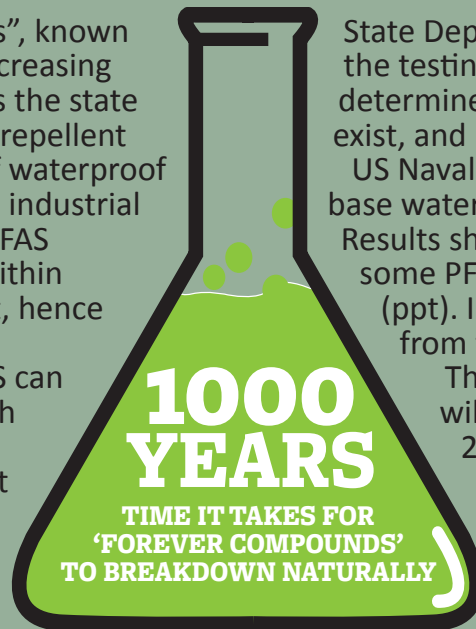 s”, known
creasing
s the state
repellent
f waterproof
industrial
FAS
ithin
, hence
S can
h
t
State Dep
the testin
determine
exist, and
US Naval
base water
Results sh
some PF
(ppt). I
from
Th
wil
2
1000
YEARS
TIME IT TAKES FOR
‘FOREVER COMPOUNDS’
TO BREAKDOWN NATURALLY